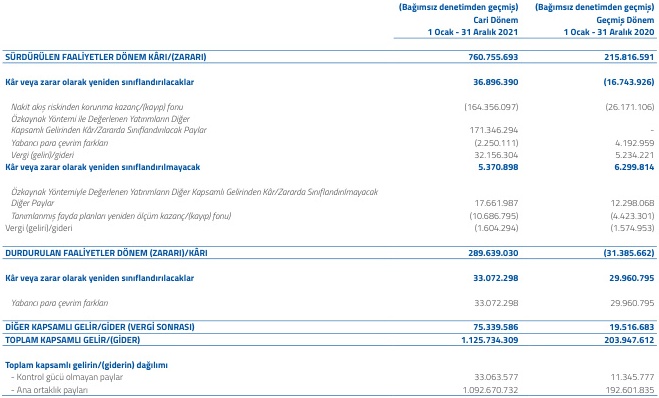 (Bağımsız denetimden geçmiş) (Bağımsız denetimden geçmiş)
Cari Dönem Geçmiş Dönem
1 Ocak - 31 Aralık 2021 1 Ocak - 31 Aralık 2020
SÜRDÜRÜLEN FAALİYETLER DÖNEM KÂRI/(ZARARI) 760.755.693 215.816.591
Kâr veya zarar olarak yeniden sınıflandırılacaklar 36.896.390 (16.743.926)
Nakit akış riskinden korunma kazanç/(kayıp) fonu (164.356.097) (26.171.106)
Özkaynak Yöntemi ile Değerlenen Yatırımların Diğer
Kapsamlı Gelirinden Kâr/Zararda Sınıflandırılacak Paylar 171.346.294 -
Yabancı para çevrim farkları (2.250.111) 4.192.959
Vergi (geliri)/gideri 32.156.304 5.234.221
Kâr veya zarar olarak yeniden sınıflandırılmayacak 5.370.898 6.299.814
Özkaynak Yöntemiyle Değerlenen Yatırımların Diğer Kapsamlı Gelirinden Kâr/Zararda Sınıflandırılmayacak
Diğer Paylar 17.661.987 12.298.068
Tanımlanmış fayda planları yeniden ölçüm kazanç/(kayıp) fonu) (10.686.795) (4.423.301)
Vergi (geliri)/gideri (1.604.294) (1.574.953)
DURDURULAN FAALİYETLER DÖNEM (ZARARI)/KÂRI 289.639.030 (31.385.662)
Kâr veya zarar olarak yeniden sınıflandırılacaklar 33.072.298 29.960.795
Yabancı para çevrim farkları 33.072.298 29.960.795
DİĞER KAPSAMLI GELİR/GİDER (VERGİ SONRASI) 75.339.586 19.516.683
TOPLAM KAPSAMLI GELİR/(GİDER) 1.125.734.309 203.947.612
Toplam kapsamlı gelirin/(giderin) dağılımı
- Kontrol gücü olmayan paylar 33.063.577 11.345.777
- Ana ortaklık payları 1.092.670.732 192.601.835